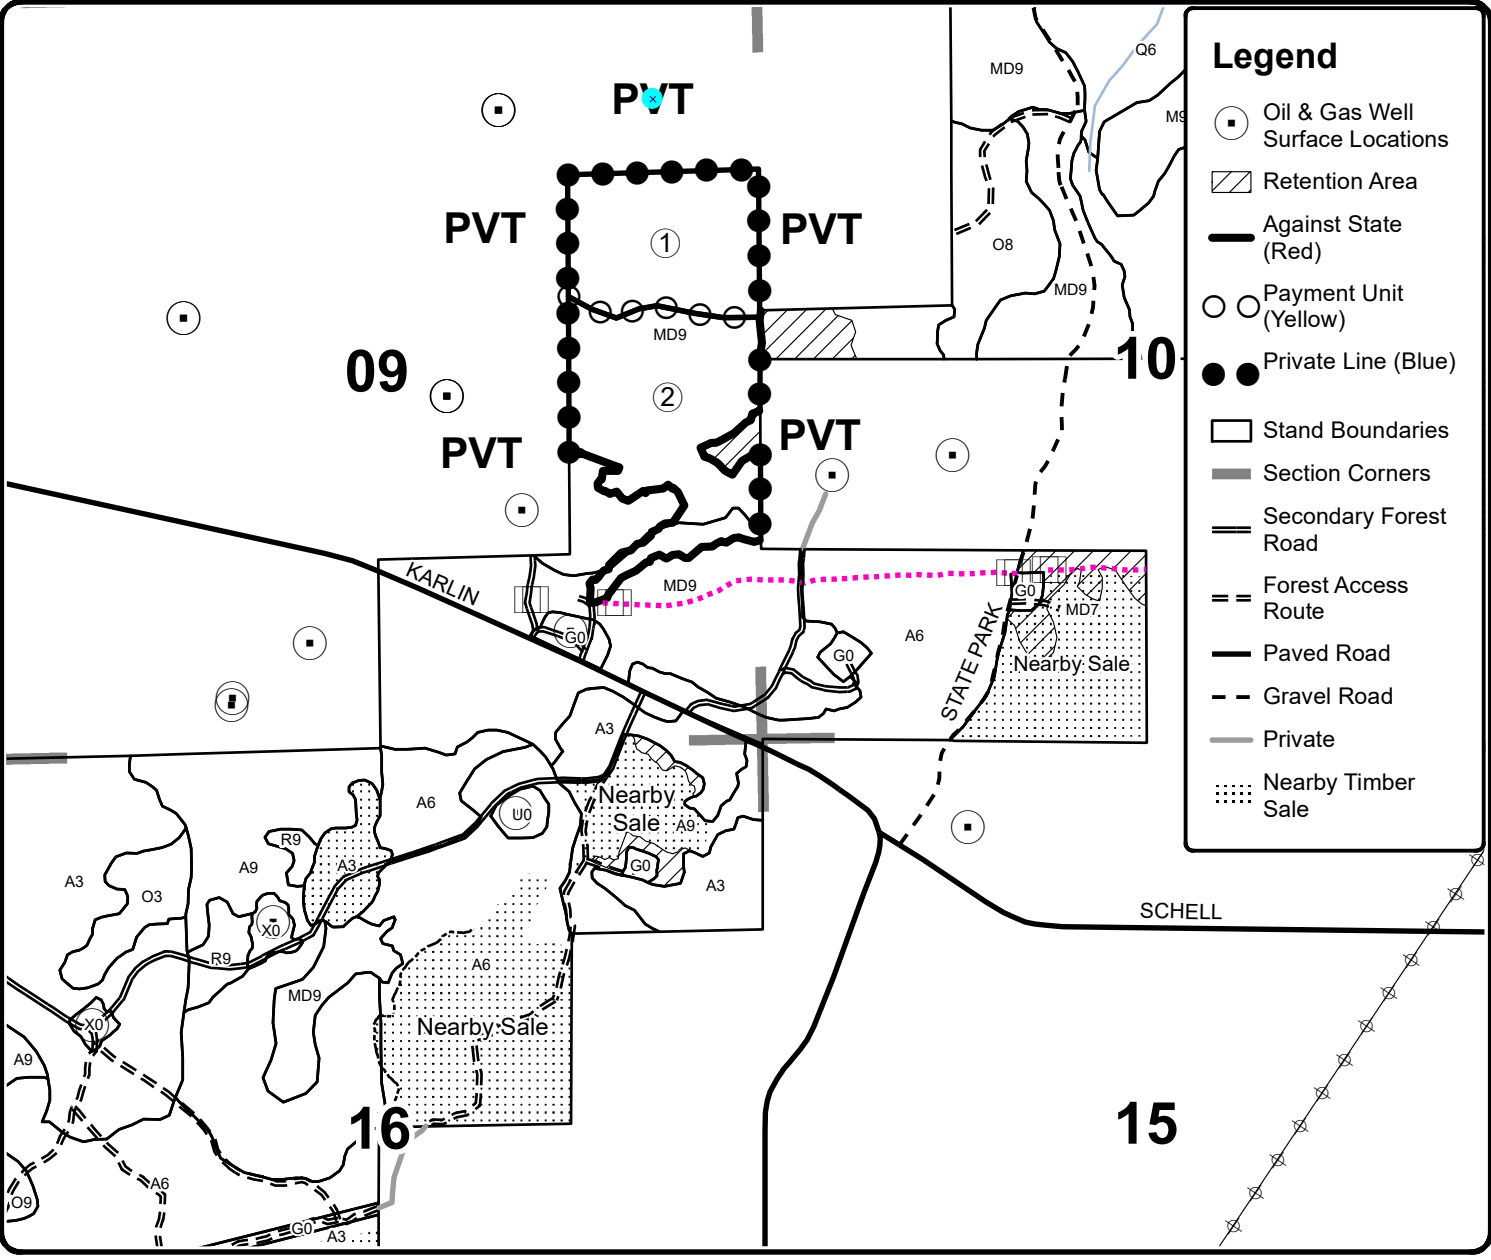 Legend
Oil & Gas Well
Surface Locations
Retention Area
Against State
(Red)
Payment Unit
(Yellow)
Private Line (Blue)
Stand Boundaries
Section Corners
Secondary Forest
Road
Forest Access
Route
Paved Road
Gravel Road
Private
Nearby Timber
Sale
Q6
MD9
PVT
M9
PVT
PVT
1
O8
MD9
MD9
09
10
2
PVT
PVT
KARLIN
MD9
G0
MD7
STATE PARK
A6
G0
G0
Nearby Sale
A3
Nearby
Sale
A9
A6
U0
R9
A9
A3
G0
A3
A3
O3
X0
SCHELL
R9
A6
MD9
X0
Nearby Sale
A9
16
15
A6
O9
G0
A3